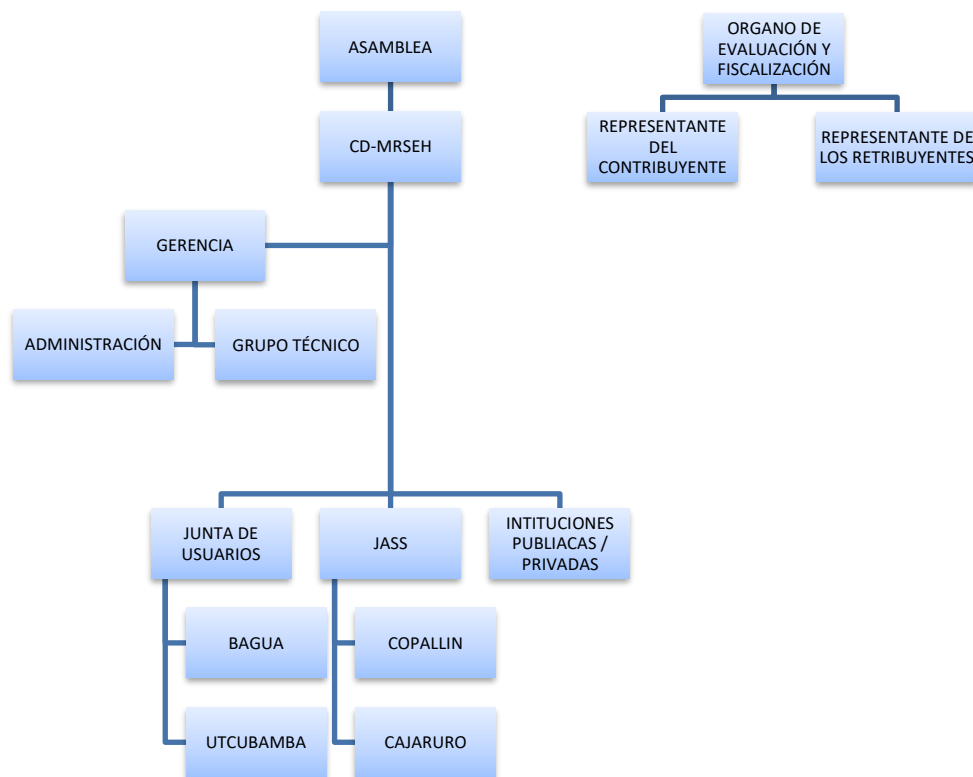 ASAMBLEA
CD-MRSEH
GERENCIA
ADMINISTRACIÓN
GRUPO TÉCNICO
JUNTA DE
USUARIOS
BAGUA
UTCUBAMBA
JASS
COPALLIN
CAJARURO
INTITUCIONES
PUBLIACAS /
PRIVADAS
ORGANO DE
EVALUACIÓN Y
FISCALIZACIÓN
REPRESENTANTE
DEL
CONTRIBUYENTE
REPRESENTANTE DE
LOS RETRIBUYENTES